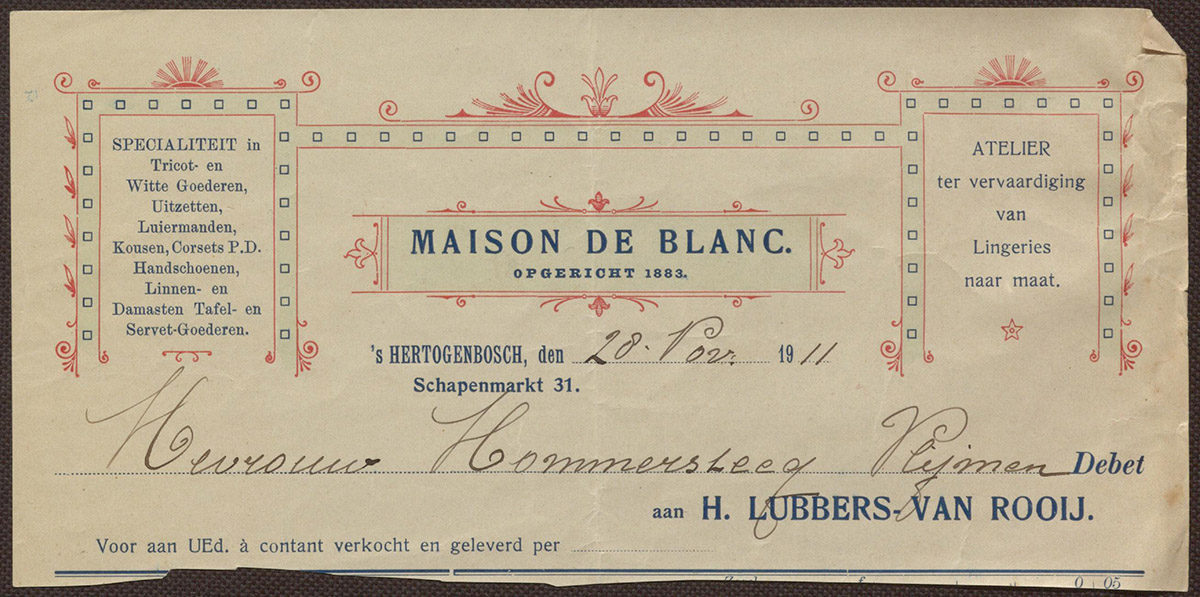 SPECIALITEIT in
Tricot- en
Witte Goederen,
Uitzetten,
Luiermanden,
Kousen, Corsets P.D.
Handschoenen,
Linnen- en
Damasten Tafel- en
Servet-Goederen.
MAISON DE BLANC.
OPGERICHT 1883.
ATELIER
ter vervaardiging
van
Lingeries
naar maat.
's HERTOGENBOSCH, den 28. Nov. 1911
Schapenmarkt 31.
Mevrouw Hommersteeg Vlijmen Debet
aan H. LUBBERS-VAN ROOIJ.
Voor aan UEd. à contant verkocht en geleverd per
0 05